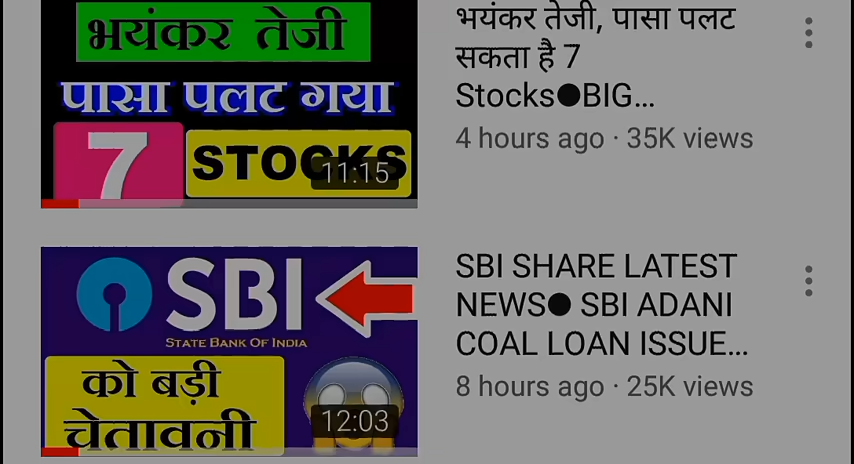 भयंकर तेजी
पासा पलट गया
7 STOCKS
11:15
भयंकर तेजी, पासा पलट
सकता है 7
Stocks●BIG...
4 hours ago · 35K views
SBI
STATE BANK OF INDIA
को बड़ी
चेतावनी
12:03
SBI SHARE LATEST
NEWS● SBI ADANI
COAL LOAN ISSUE...
8 hours ago · 25K views